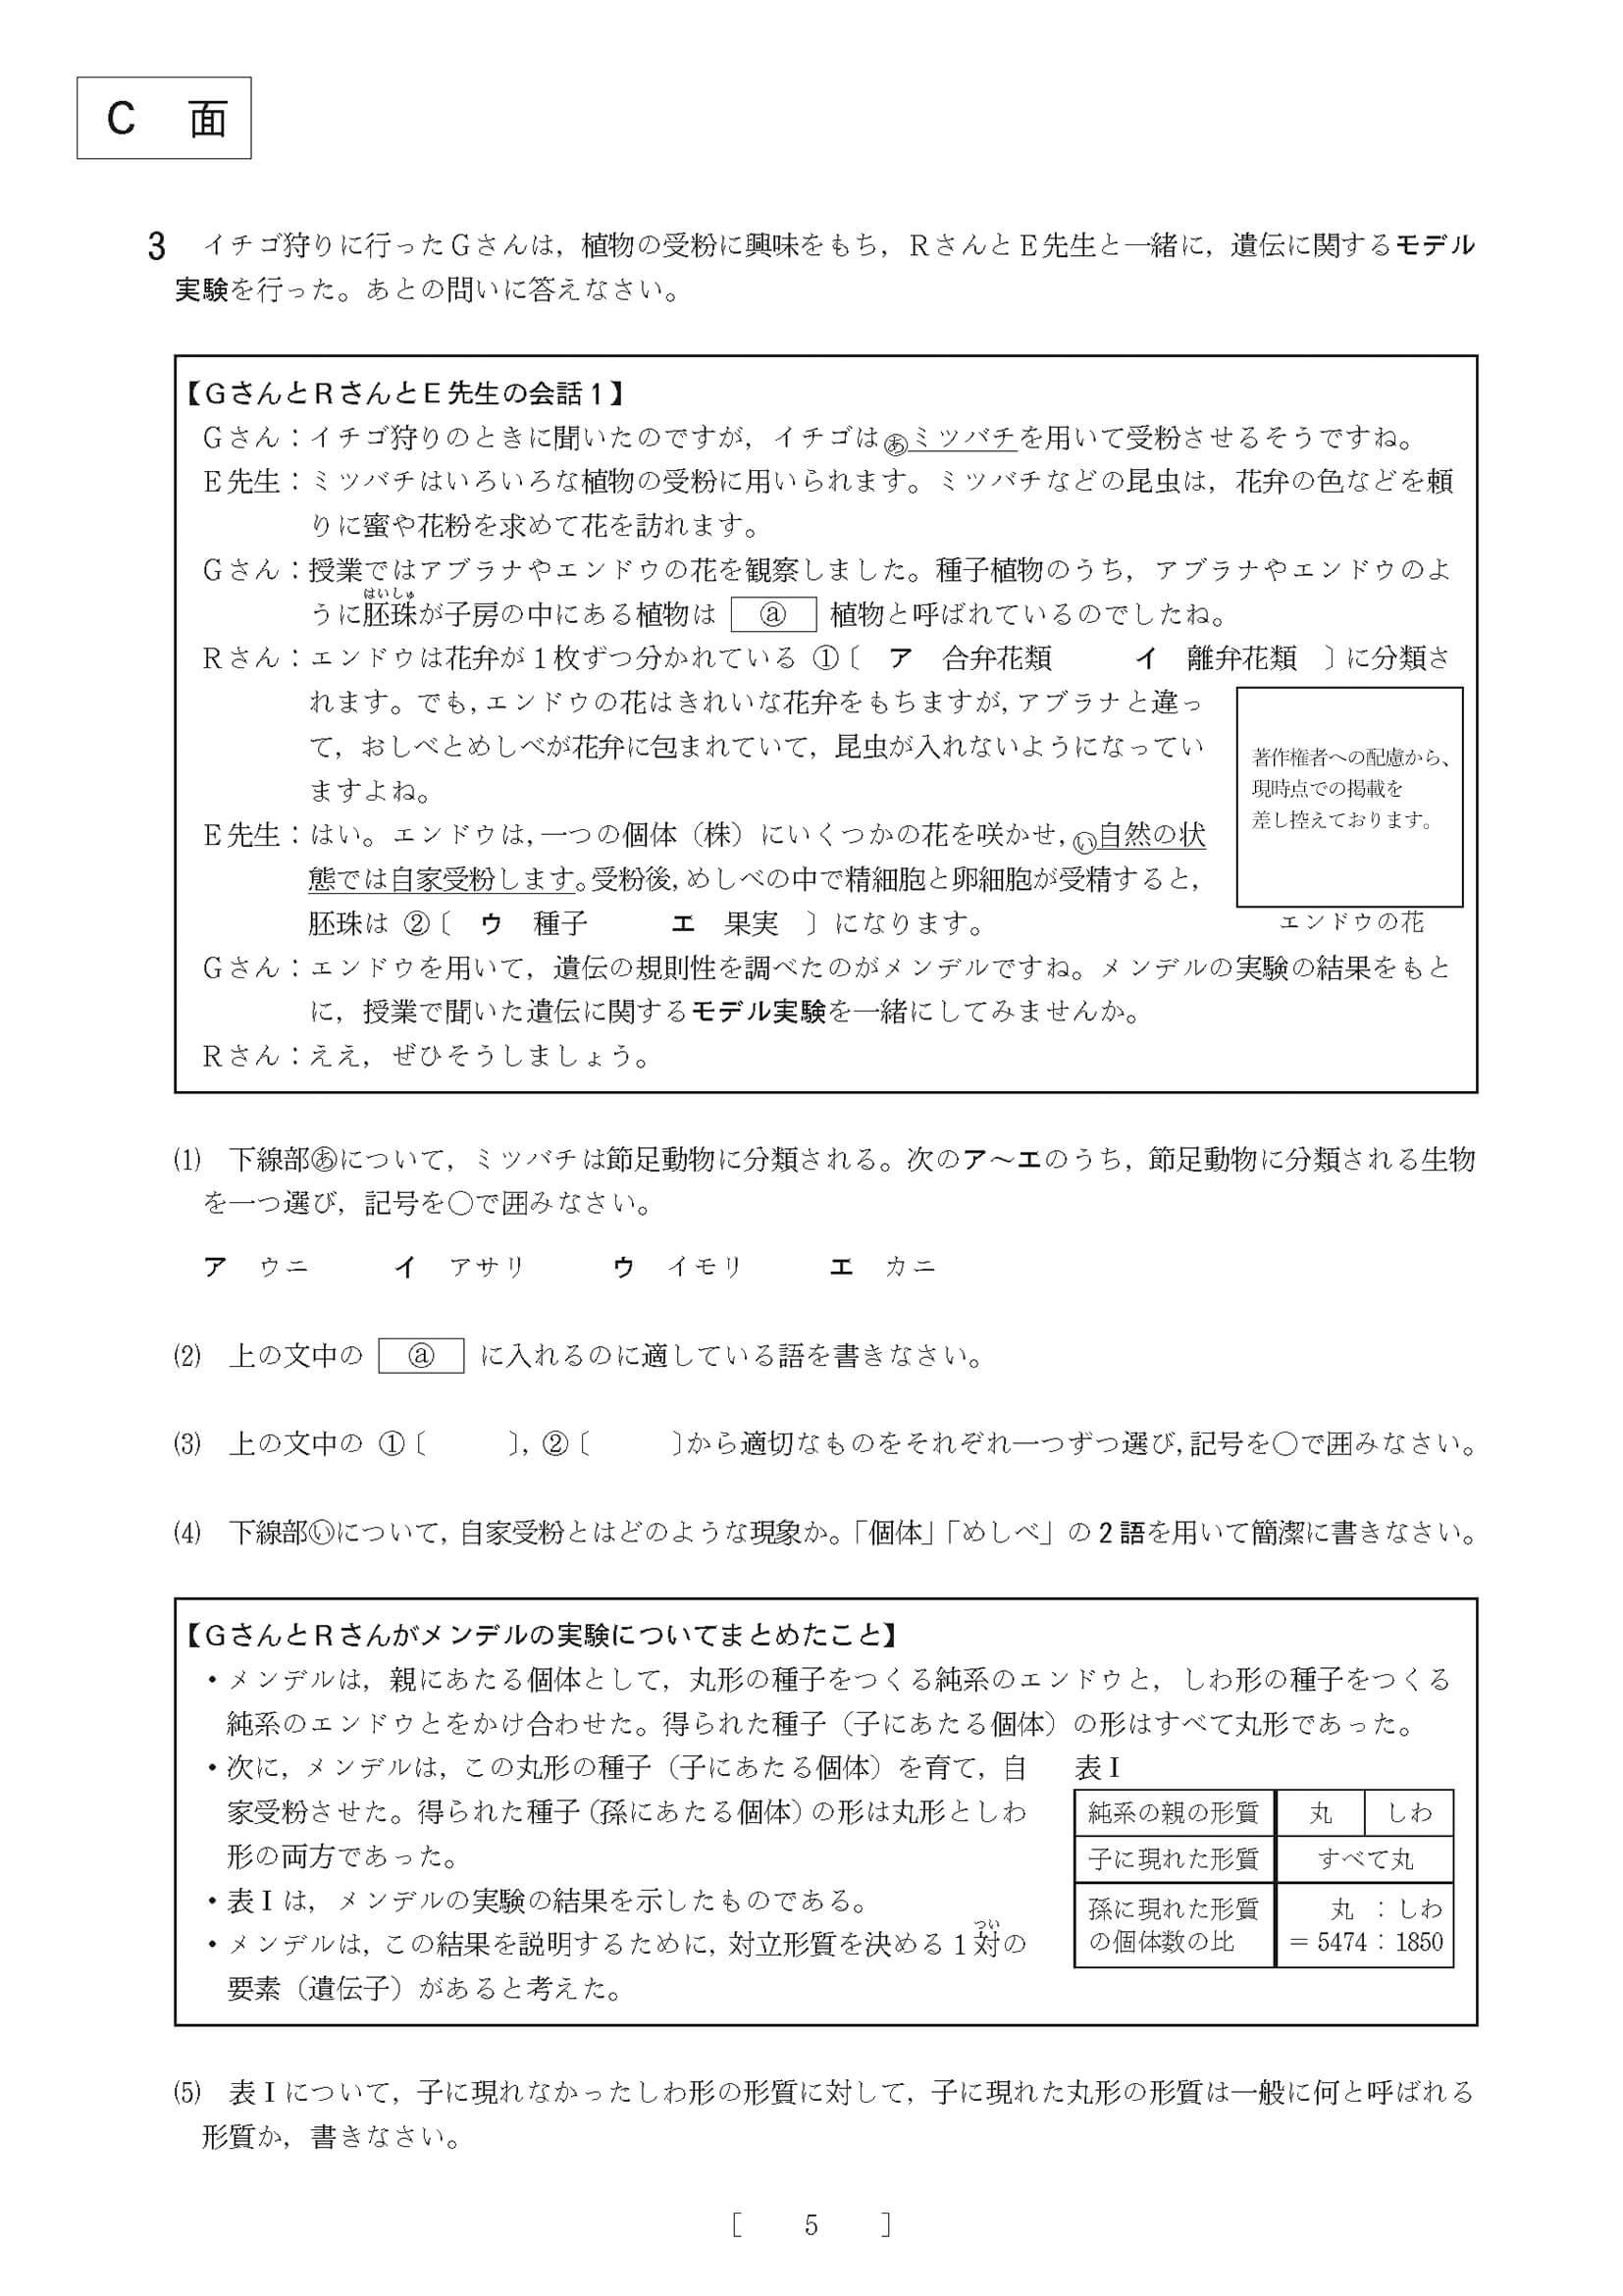 C 面
3 イチゴ狩りに行ったGさんは，植物の受粉に興味をもち，RさんとE先生と一緒に，遺伝に関するモデル
実験を行った。あとの問いに答えなさい。
【GさんとRさんとE先生の会話1】
Gさん：イチゴ狩りのときに聞いたのですが，イチゴはあミツバチを用いて受粉させるそうですね。
E先生：ミツバチはいろいろな植物の受粉に用いられます。ミツバチなどの昆虫は，花弁の色などを頼
りに蜜や花粉を求めて花を訪れます。
Gさん：授業ではアブラナやエンドウの花を観察しました。種子植物のうち，アブラナやエンドウのよ
はいしゅ
うに胚珠が子房の中にある植物は ⓐ 植物と呼ばれているのでしたね。
Rさん：エンドウは花弁が1枚ずつ分かれている ①〔 ア 合弁花類 イ 離弁花類 〕に分類さ
れます。でも，エンドウの花はきれいな花弁をもちますが，アブラナと違っ
て，おしべとめしべが花弁に包まれていて，昆虫が入れないようになってい
ますよね。
E先生：はい。エンドウは，一つの個体（株）にいくつかの花を咲かせ，い自然の状
態では自家受粉します。受粉後，めしべの中で精細胞と卵細胞が受精すると，
胚珠は ②〔 ウ 種子 エ 果実 〕になります。
著作権者への配慮から、
現時点での掲載を
差し控えております。
エンドウの花
Gさん：エンドウを用いて，遺伝の規則性を調べたのがメンデルですね。メンデルの実験の結果をもと
に，授業で聞いた遺伝に関するモデル実験を一緒にしてみませんか。
Rさん：ええ，ぜひそうしましょう。
(1) 下線部あについて，ミツバチは節足動物に分類される。次のア～エのうち，節足動物に分類される生物
を一つ選び，記号を○で囲みなさい。
ア ウニ イ アサリ ウ イモリ エ カニ
(2) 上の文中の ⓐ に入れるのに適している語を書きなさい。
(3) 上の文中の ①〔 〕，②〔 〕から適切なものをそれぞれ一つずつ選び，記号を○で囲みなさい。
(4) 下線部いについて，自家受粉とはどのような現象か。「個体」「めしべ」の2語を用いて簡潔に書きなさい。
【GさんとRさんがメンデルの実験についてまとめたこと】
・メンデルは，親にあたる個体として，丸形の種子をつくる純系のエンドウと，しわ形の種子をつくる
純系のエンドウとをかけ合わせた。得られた種子（子にあたる個体）の形はすべて丸形であった。
・次に，メンデルは，この丸形の種子（子にあたる個体）を育て，自
家受粉させた。得られた種子（孫にあたる個体）の形は丸形としわ
形の両方であった。
・表Ⅰは，メンデルの実験の結果を示したものである。
つい
・メンデルは，この結果を説明するために，対立形質を決める1対の
要素（遺伝子）があると考えた。
表Ⅰ
純系の親の形質 丸 しわ
子に現れた形質 すべて丸
孫に現れた形質 丸 ：しわ
の個体数の比 ＝5474：1850
(5) 表Ⅰについて，子に現れなかったしわ形の形質に対して，子に現れた丸形の形質は一般に何と呼ばれる
形質か，書きなさい。
［ 5 ］